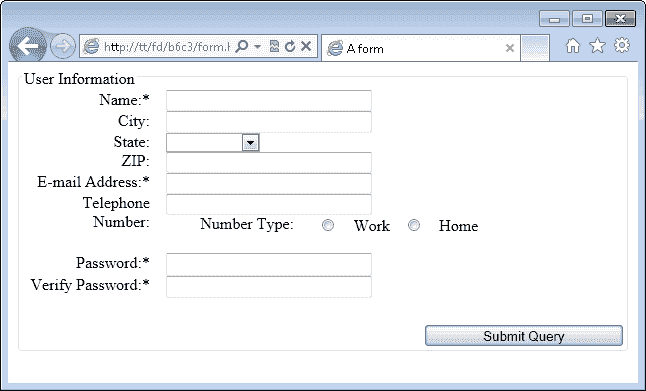 http://tt/fd/b6c3/form.h
A form
User Information
Name:*
City:
State:
ZIP:
E-mail Address:*
Telephone
Number:
Number Type: Work Home
Password:*
Verify Password:*
Submit Query